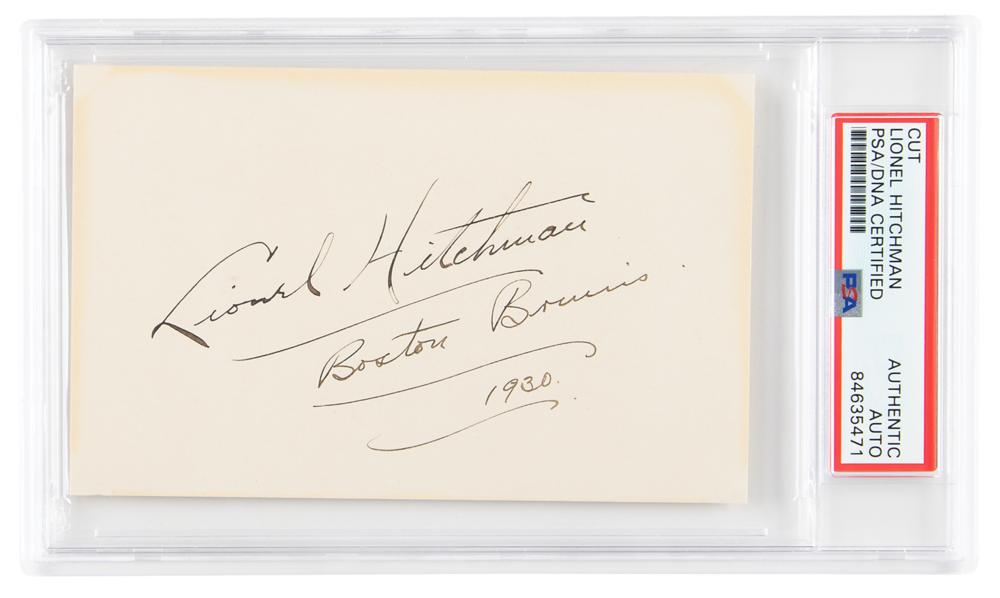 Lionel Hitchman
Boston Bruins.
1930.
CUT
LIONEL HITCHMAN
PSA/DNA CERTIFIED
PSA
AUTHENTIC
AUTO
84635471